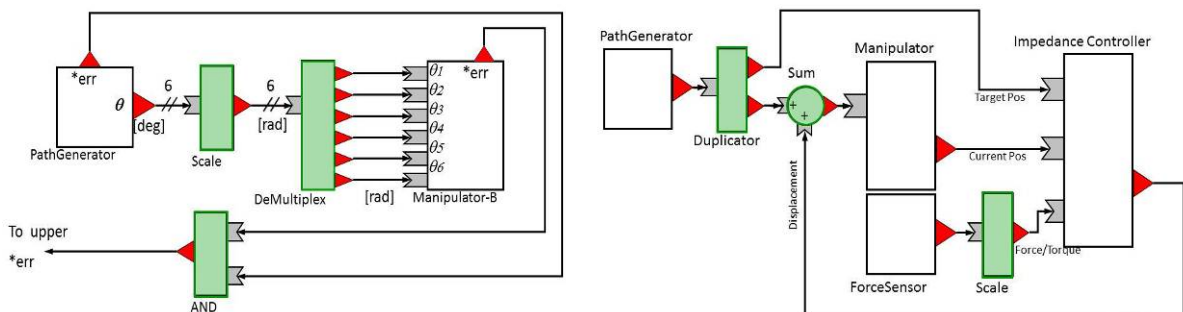 *err
θ
6
[deg]
PathGenerator
Scale
6
[rad]
DeMultiplex
*err
θ1
θ2
θ3
θ4
θ5
θ6
[rad]
Manipulator-B
To upper
*err
AND
PathGenerator
Duplicator
Sum
+
+
Displacement
Manipulator
ForceSensor
Scale
Impedance Controller
Target Pos
Current Pos
Force/Torque